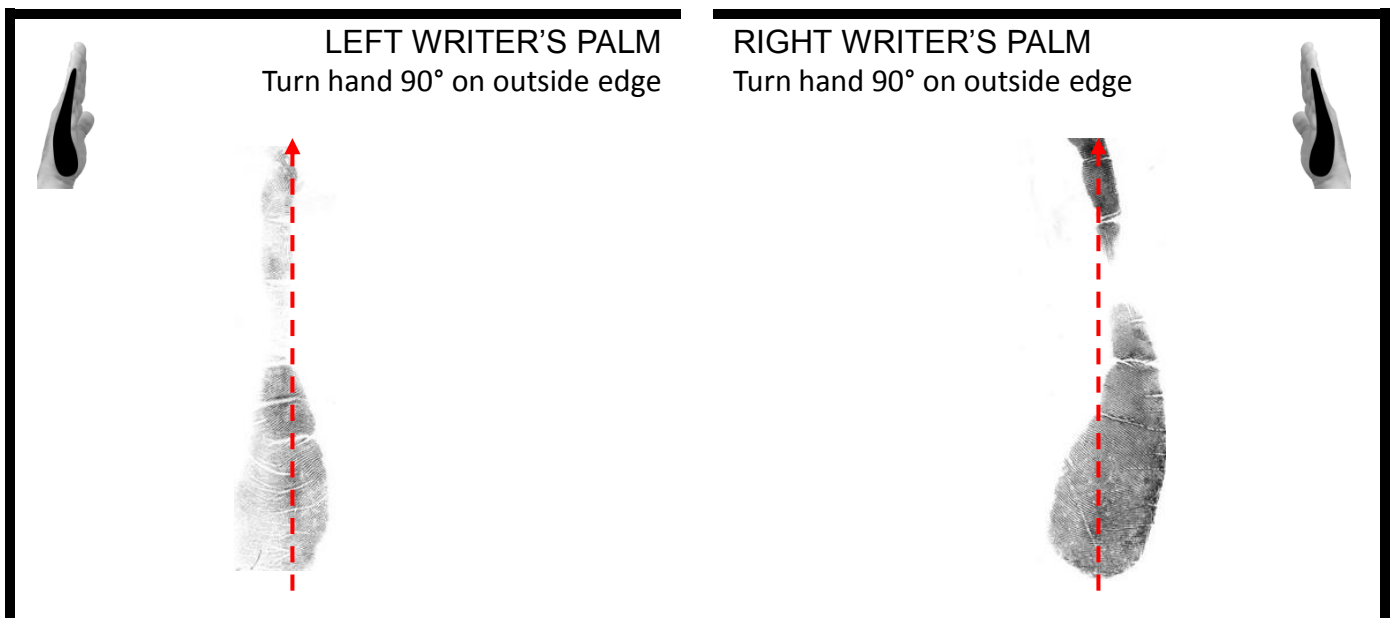 LEFT WRITER’S PALM
Turn hand 90° on outside edge
RIGHT WRITER’S PALM
Turn hand 90° on outside edge